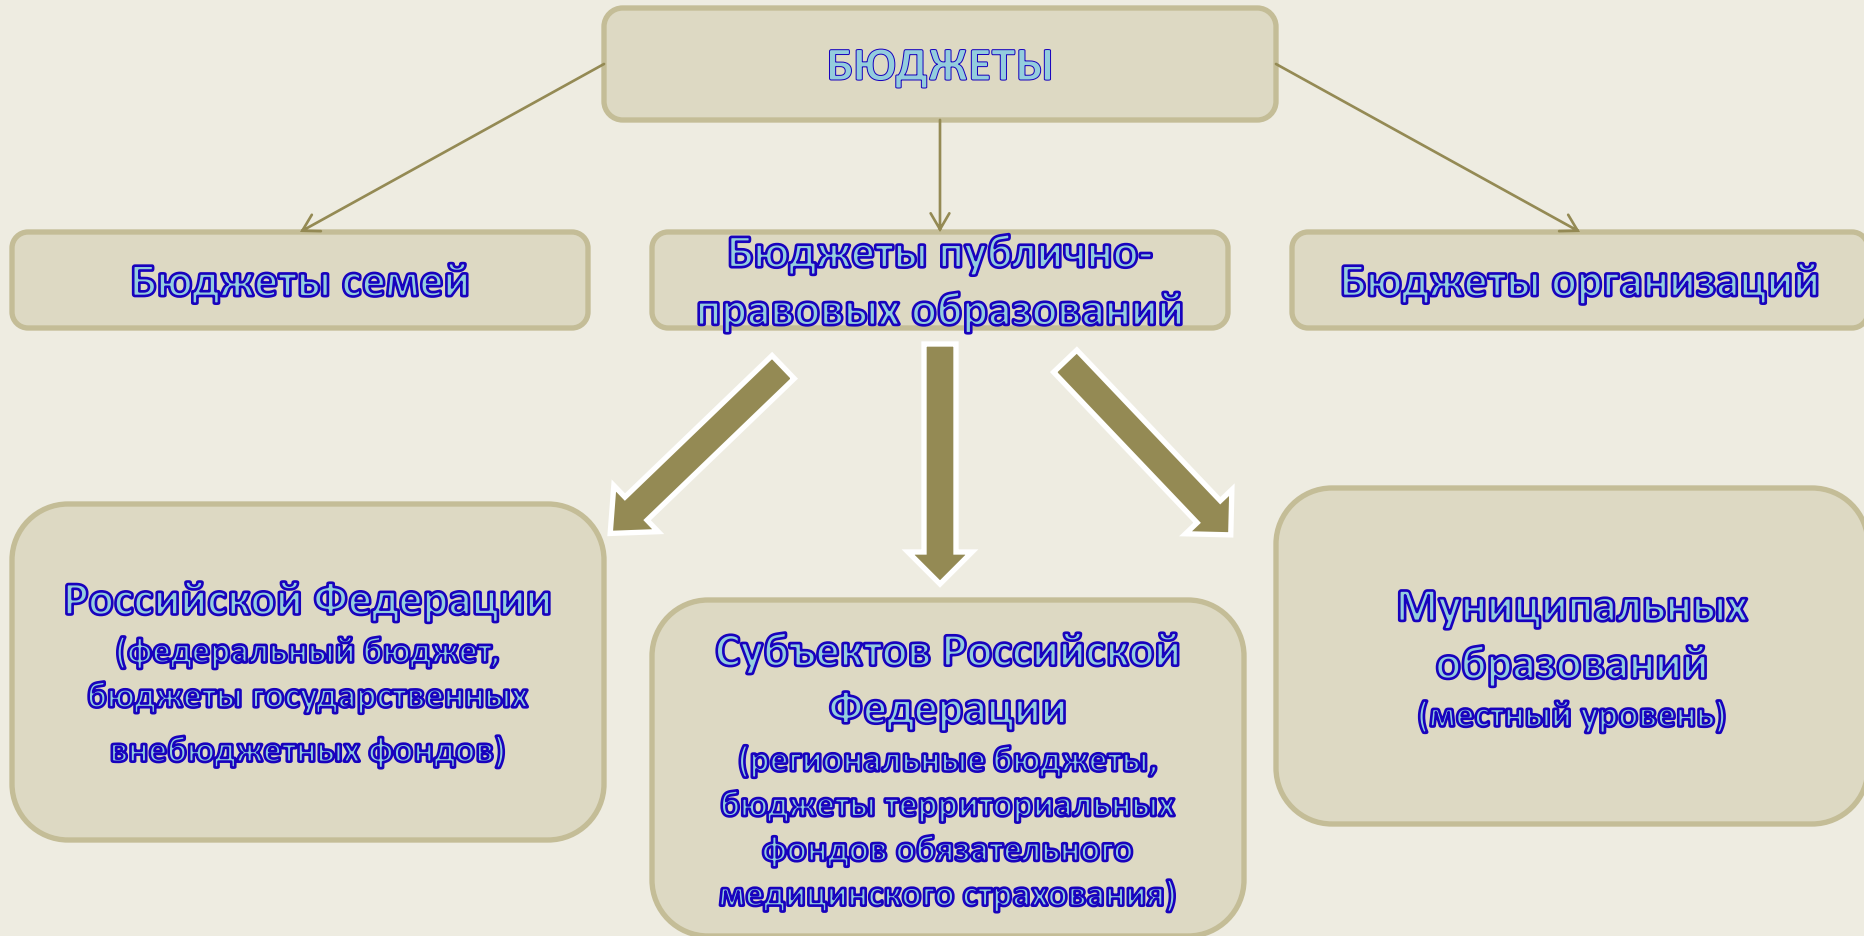 БЮДЖЕТЫ
Бюджеты семей
Бюджеты публично-
правовых образований
Бюджеты организаций
Российской Федерации
(федеральный бюджет,
бюджеты государственных
внебюджетных фондов)
Субъектов Российской
Федерации
(региональные бюджеты,
бюджеты территориальных
фондов обязательного
медицинского страхования)
Муниципальных
образований
(местный уровень)